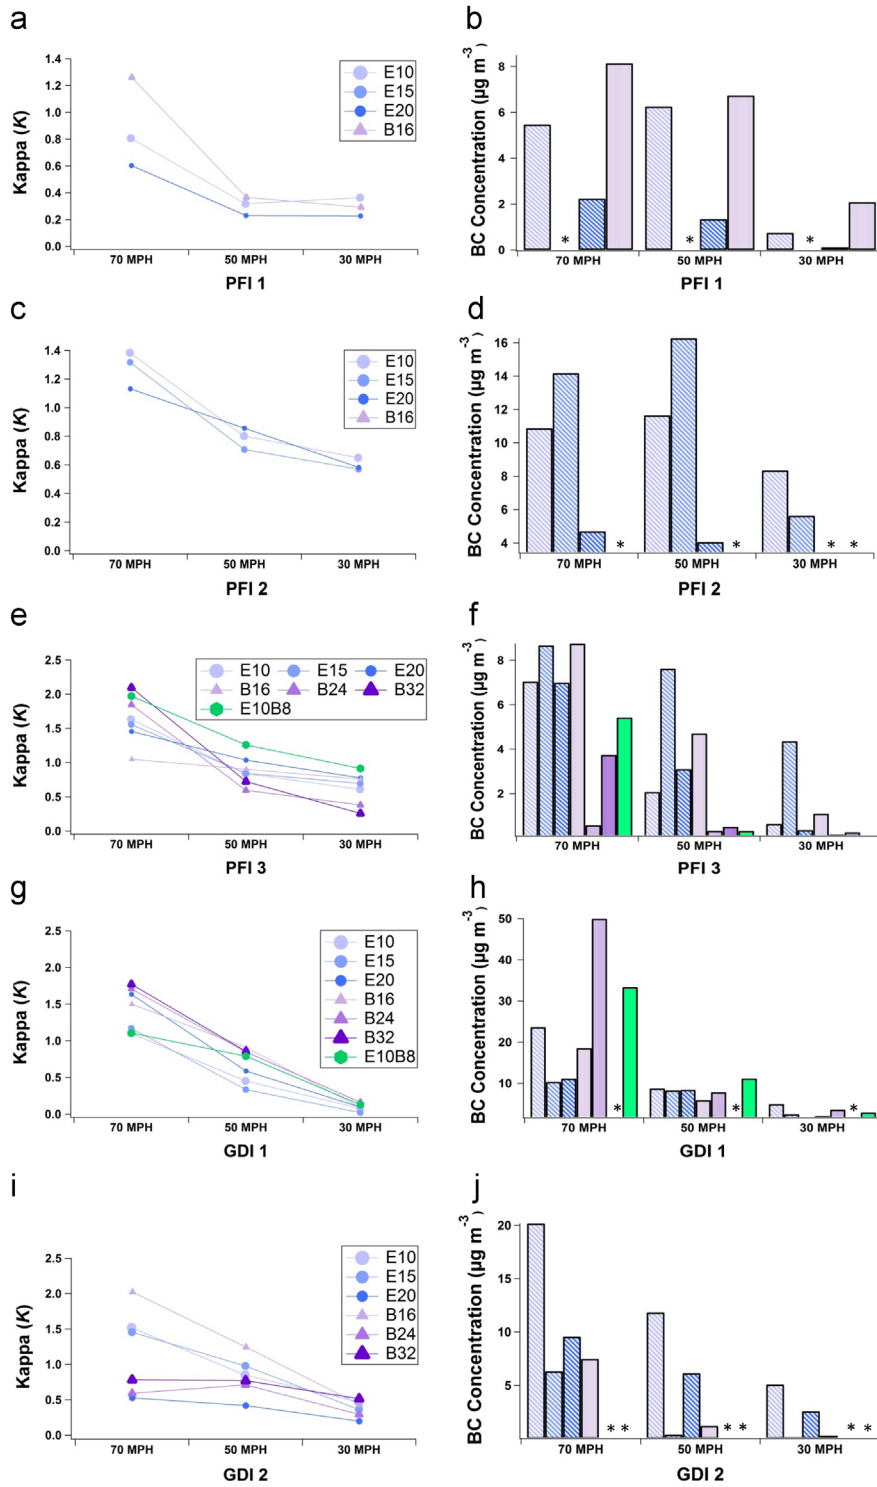 a
Kappa (K)
1.4
1.2
1.0
0.8
0.6
0.4
0.2
0.0
E10
E15
E20
B16
70 MPH 50 MPH 30 MPH
PFI 1
b
BC Concentration (µg m⁻³)
8
6
4
2
0
* * *
70 MPH 50 MPH 30 MPH
PFI 1
c
Kappa (K)
1.4
1.2
1.0
0.8
0.6
0.4
0.2
0.0
E10
E15
E20
B16
70 MPH 50 MPH 30 MPH
PFI 2
d
BC Concentration (µg m⁻³)
16
14
12
10
8
6
4
* * * *
70 MPH 50 MPH 30 MPH
PFI 2
e
Kappa (K)
2.5
2.0
1.5
1.0
0.5
0.0
E10 E15 E20
B16 B24 B32
E10B8
70 MPH 50 MPH 30 MPH
PFI 3
f
BC Concentration (µg m⁻³)
8
6
4
2
70 MPH 50 MPH 30 MPH
PFI 3
g
Kappa (K)
2.5
2.0
1.5
1.0
0.5
0.0
E10
E15
E20
B16
B24
B32
E10B8
70 MPH 50 MPH 30 MPH
GDI 1
h
BC Concentration (µg m⁻³)
50
40
30
20
10
* * *
70 MPH 50 MPH 30 MPH
GDI 1
i
Kappa (K)
2.5
2.0
1.5
1.0
0.5
0.0
E10
E15
E20
B16
B24
B32
70 MPH 50 MPH 30 MPH
GDI 2
j
BC Concentration (µg m⁻³)
20
15
10
5
** ** **
70 MPH 50 MPH 30 MPH
GDI 2